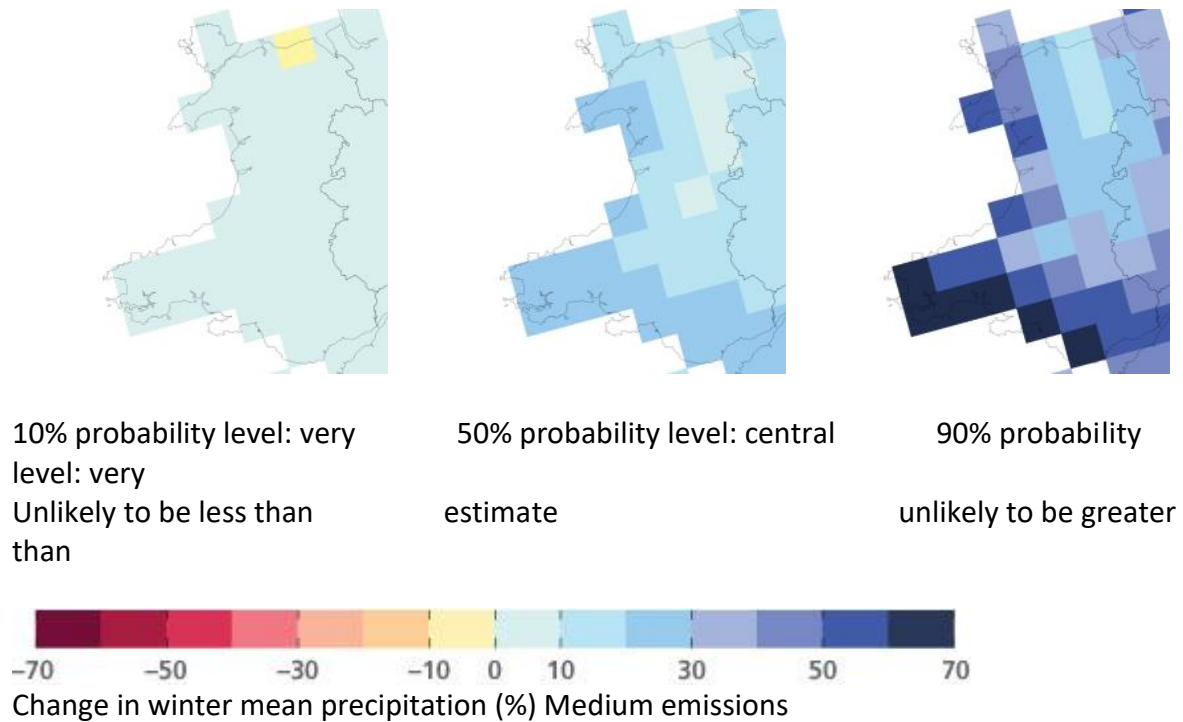 10% probability level: very 50% probability level: central 90% probability
level: very
Unlikely to be less than estimate unlikely to be greater
than
–70 –50 –30 –10 0 10 30 50 70
Change in winter mean precipitation (%) Medium emissions